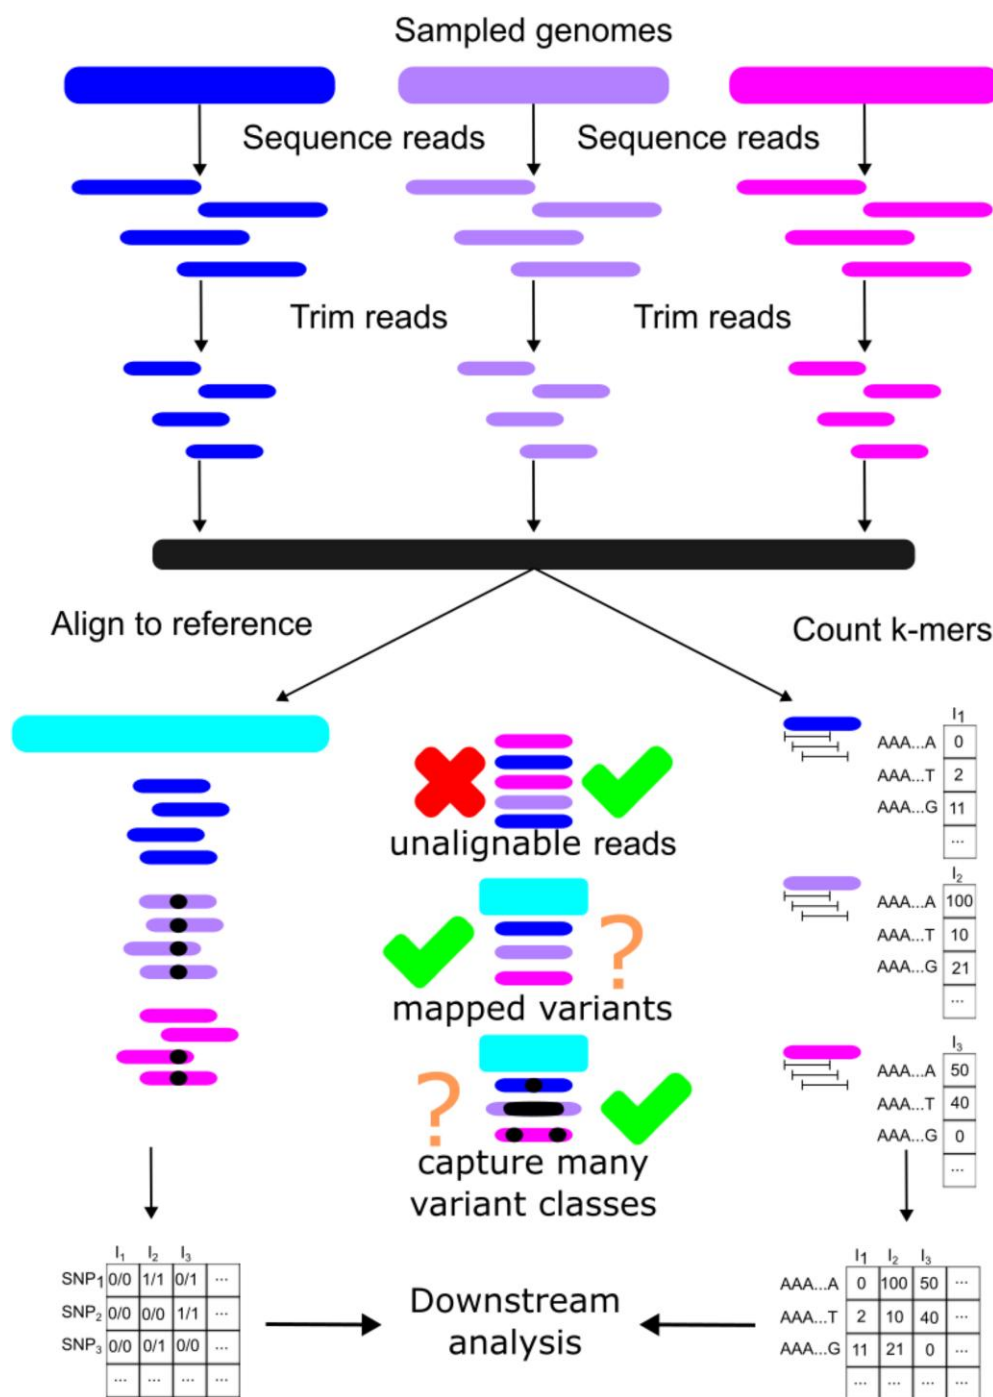 Sampled genomes
Sequence reads Sequence reads
Trim reads Trim reads
Align to reference
Count k-mers
I1
AAA...A 0
AAA...T 2
AAA...G 11
...
unalignable reads
I2
AAA...A 100
AAA...T 10
AAA...G 21
...
?
mapped variants
I3
AAA...A 50
AAA...T 40
AAA...G 0
...
?
capture many
variant classes
I1 I2 I3
SNP1 0/0 1/1 0/1 ...
SNP2 0/0 0/0 1/1 ...
SNP3 0/0 0/1 0/0 ...
... ... ... ...
Downstream
analysis
I1 I2 I3
AAA...A 0 100 50 ...
AAA...T 2 10 40 ...
AAA...G 11 21 0 ...
... ... ... ...